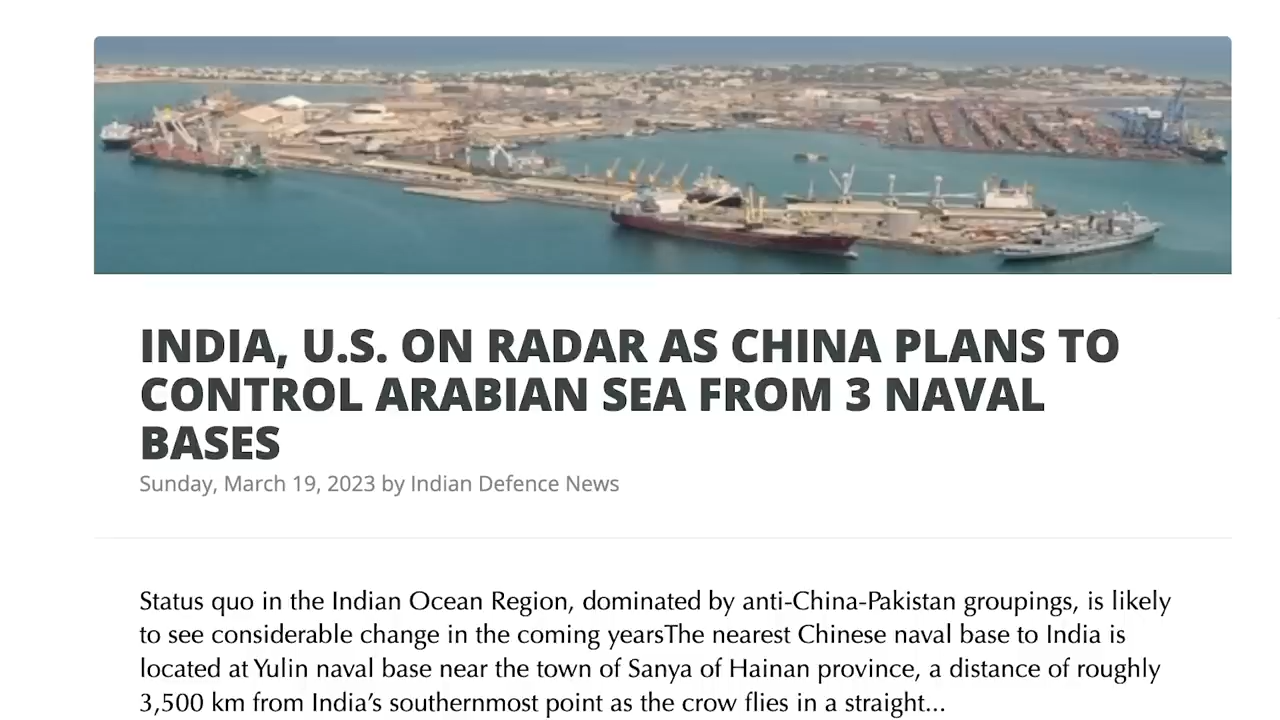 INDIA, U.S. ON RADAR AS CHINA PLANS TO
CONTROL ARABIAN SEA FROM 3 NAVAL
BASES
Sunday, March 19, 2023 by Indian Defence News
Status quo in the Indian Ocean Region, dominated by anti-China-Pakistan groupings, is likely
to see considerable change in the coming yearsThe nearest Chinese naval base to India is
located at Yulin naval base near the town of Sanya of Hainan province, a distance of roughly
3,500 km from India’s southernmost point as the crow flies in a straight...